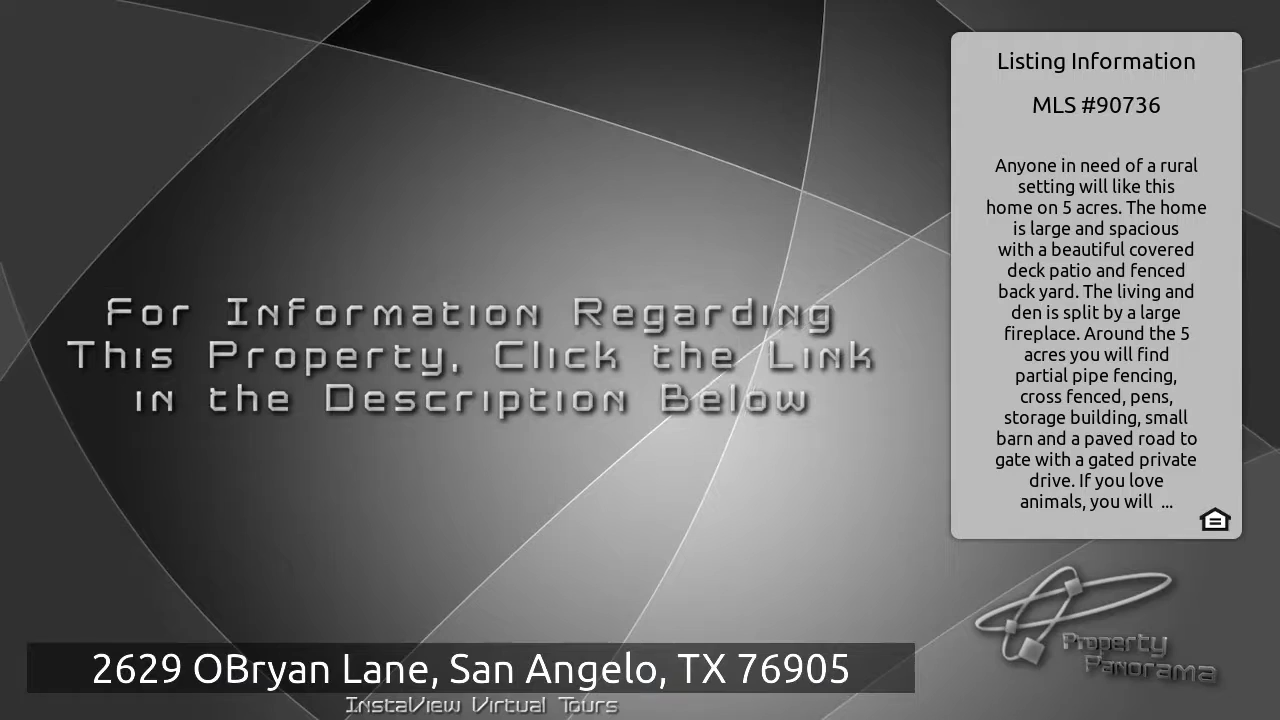 Listing Information
MLS #90736
Anyone in need of a rural
setting will like this
home on 5 acres. The home
is large and spacious
with a beautiful covered
deck patio and fenced
back yard. The living and
den is split by a large
fireplace. Around the 5
acres you will find
partial pipe fencing,
cross fenced, pens,
storage building, small
barn and a paved road to
gate with a gated private
drive. If you love
animals, you will ...
For Information Regarding
This Property, Click the Link
in the Description Below
Property
Panorama
2629 OBryan Lane, San Angelo, TX 76905
InstaView Virtual Tours